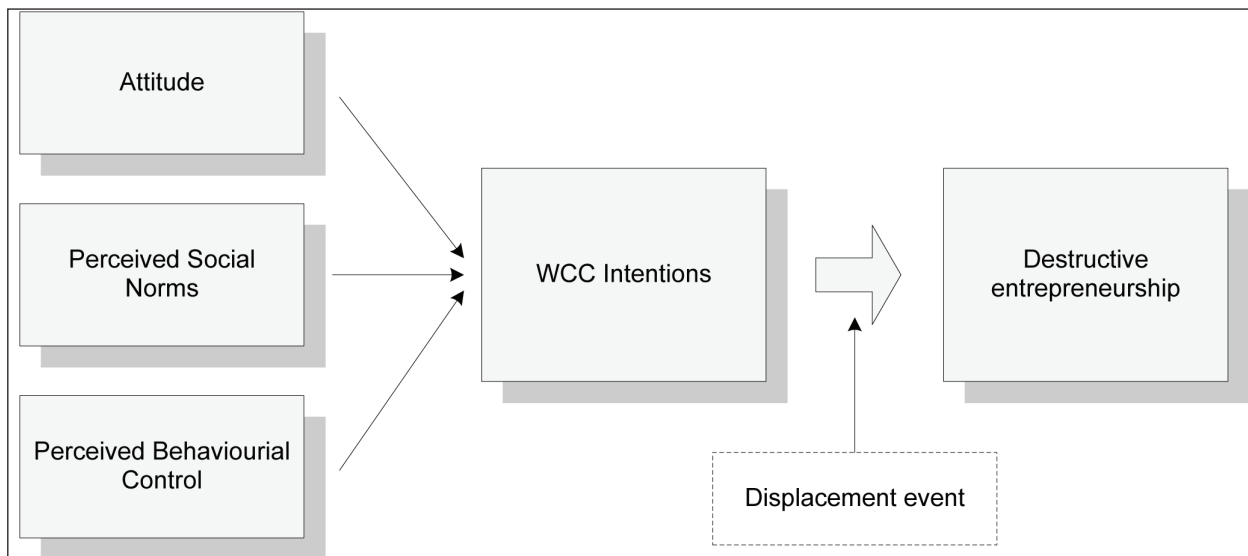 Attitude
Perceived Social
Norms
Perceived Behaviourial
Control
WCC Intentions
Destructive
entrepreneurship
Displacement event